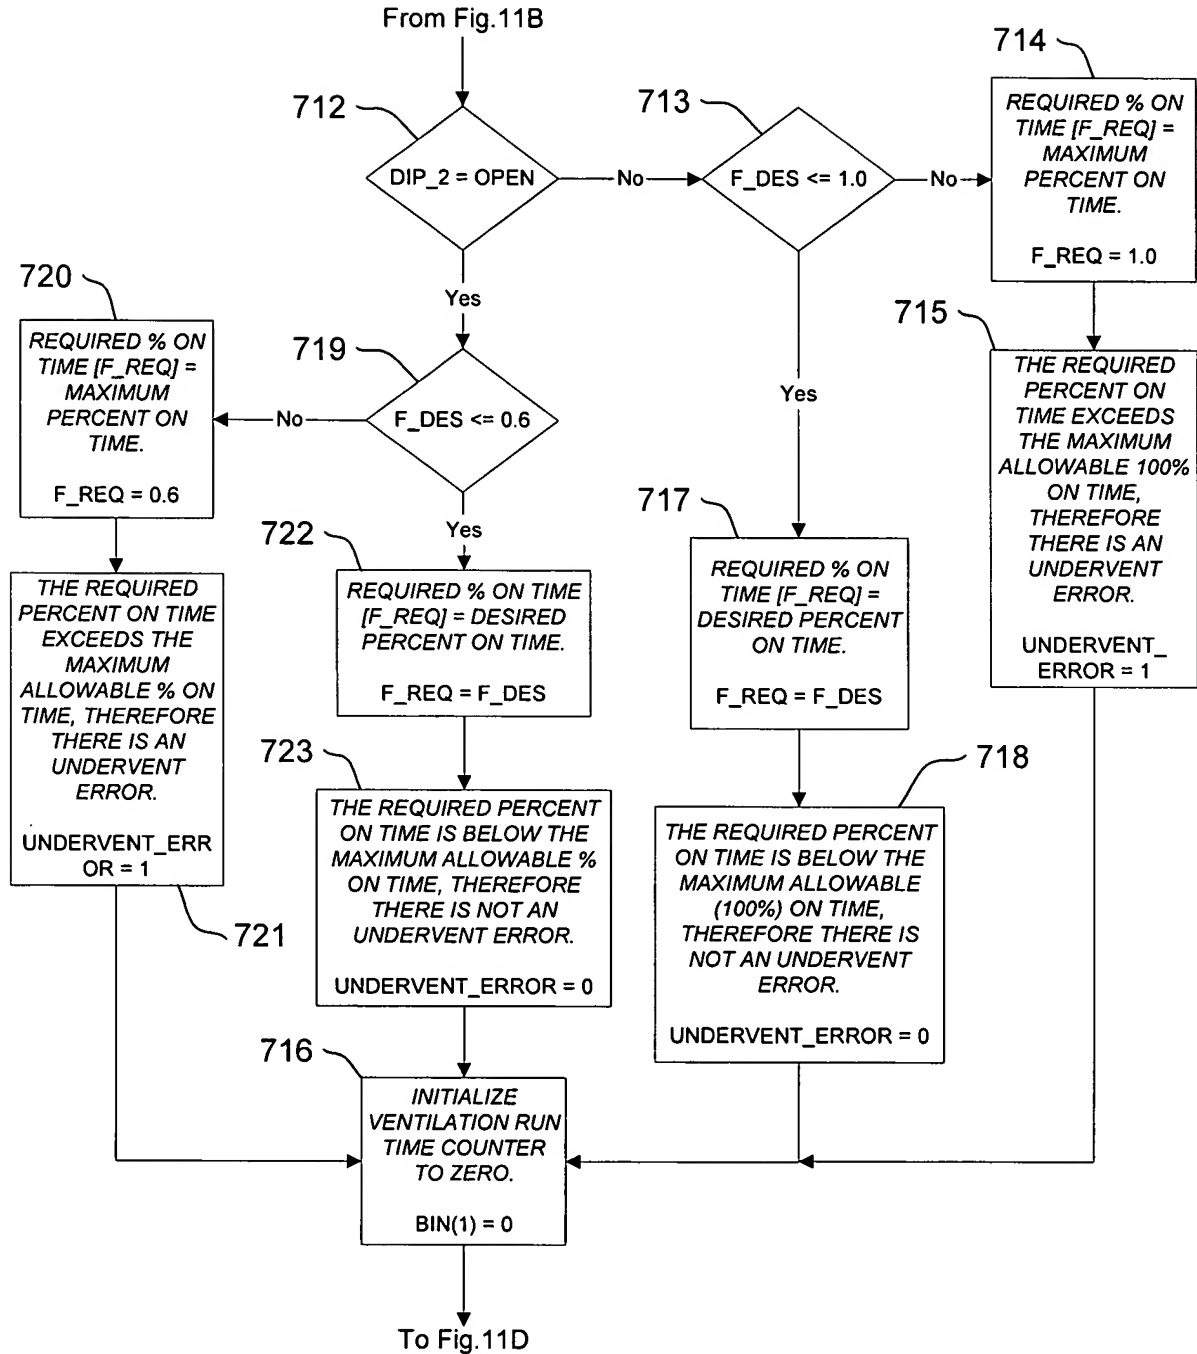 From Fig.11B
712
DIP_2 = OPEN
No
713
F_DES <= 1.0
No
714
REQUIRED % ON
TIME [F_REQ] =
MAXIMUM
PERCENT ON
TIME.
F_REQ = 1.0
715
THE REQUIRED
PERCENT ON
TIME EXCEEDS
THE MAXIMUM
ALLOWABLE 100%
ON TIME,
THEREFORE
THERE IS AN
UNDERVENT
ERROR.
UNDERVENT_
ERROR = 1
Yes
717
REQUIRED % ON
TIME [F_REQ] =
DESIRED PERCENT
ON TIME.
F_REQ = F_DES
718
THE REQUIRED PERCENT
ON TIME IS BELOW THE
MAXIMUM ALLOWABLE
(100%) ON TIME,
THEREFORE THERE IS
NOT AN UNDERVENT
ERROR.
UNDERVENT_ERROR = 0
Yes
719
F_DES <= 0.6
No
720
REQUIRED % ON
TIME [F_REQ] =
MAXIMUM
PERCENT ON
TIME.
F_REQ = 0.6
THE REQUIRED
PERCENT ON TIME
EXCEEDS THE
MAXIMUM
ALLOWABLE % ON
TIME, THEREFORE
THERE IS AN
UNDERVENT
ERROR.
UNDERVENT_ERR
OR = 1
721
Yes
722
REQUIRED % ON TIME
[F_REQ] = DESIRED
PERCENT ON TIME.
F_REQ = F_DES
723
THE REQUIRED PERCENT
ON TIME IS BELOW THE
MAXIMUM ALLOWABLE %
ON TIME, THEREFORE
THERE IS NOT AN
UNDERVENT ERROR.
UNDERVENT_ERROR = 0
716
INITIALIZE
VENTILATION RUN
TIME COUNTER
TO ZERO.
BIN(1) = 0
To Fig.11D